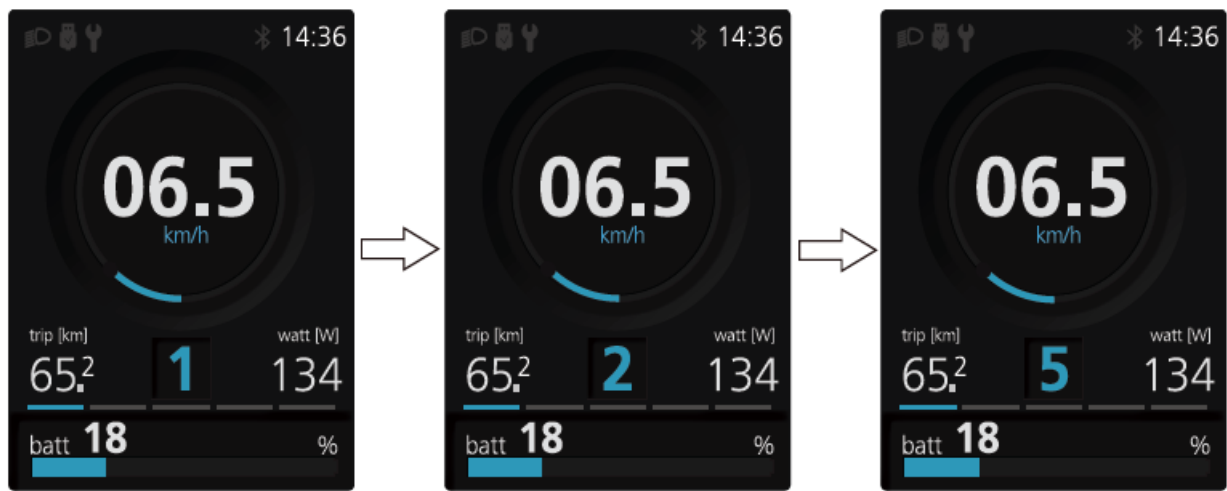 14:36
06.5
km/h
trip [km] watt [W]
65.2 1 134
batt 18 %
14:36
06.5
km/h
trip [km] watt [W]
65.2 2 134
batt 18 %
14:36
06.5
km/h
trip [km] watt [W]
65.2 5 134
batt 18 %